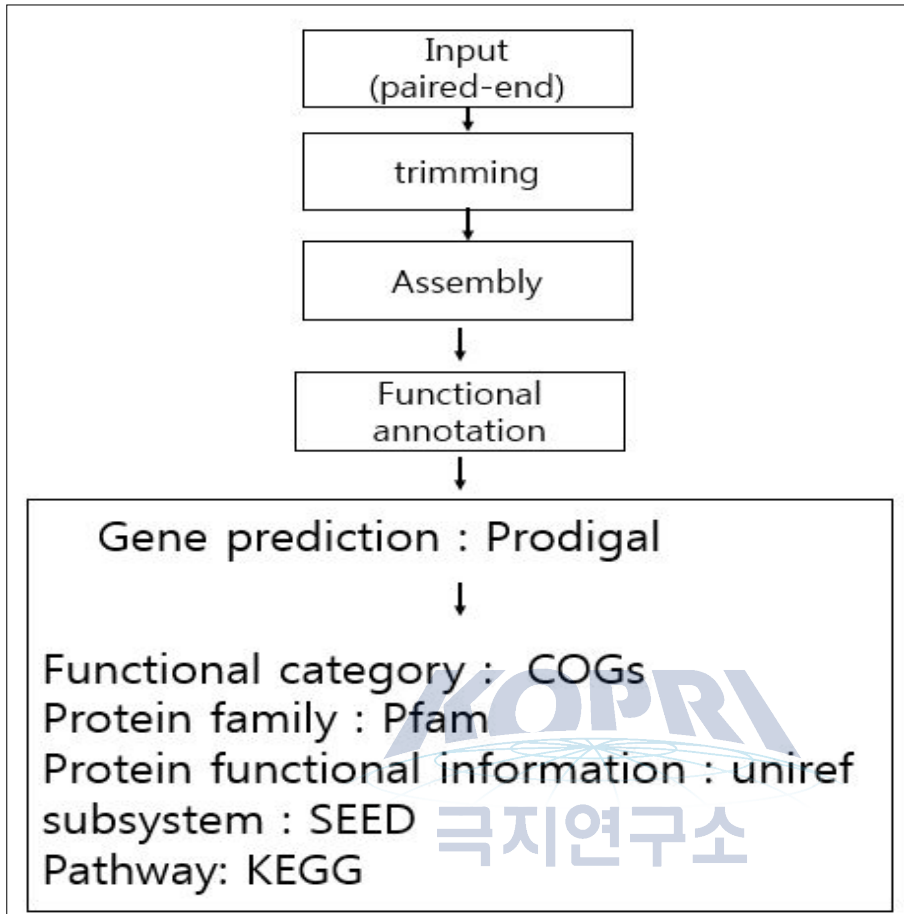 Input
(paired-end)
trimming
Assembly
Functional
annotation
Gene prediction : Prodigal
Functional category : COGs
Protein family : Pfam
Protein functional information : uniref
subsystem : SEED
Pathway: KEGG
KOPRI
극지연구소